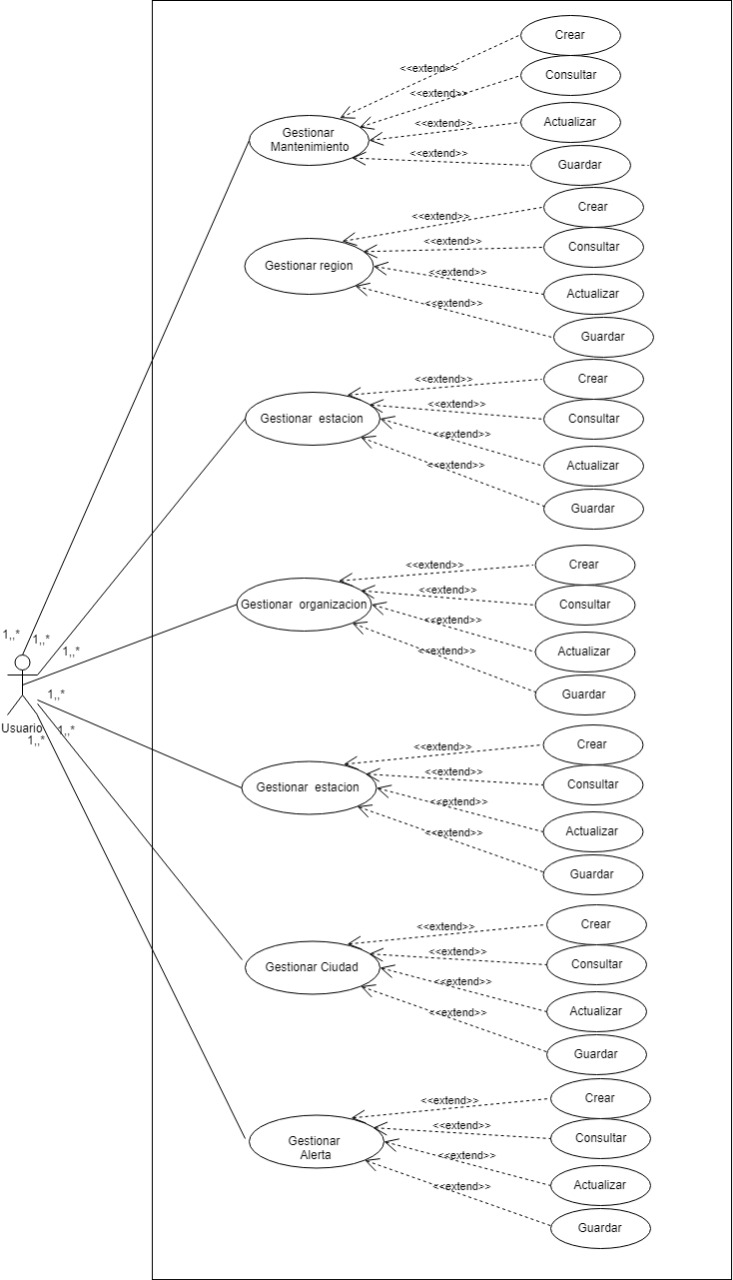 Crear
<<extend>>
Consultar
<<extend>>
Actualizar
<<extend>>
Gestionar
Mantenimiento
<<extend>>
Guardar
Crear
<<extend>>
Consultar
<<extend>>
Gestionar region
<<extend>>
Actualizar
<<extend>>
Guardar
Crear
<<extend>>
Consultar
<<extend>>
Gestionar estacion
<<extend>>
Actualizar
<<extend>>
Guardar
Crear
<<extend>>
Consultar
<<extend>>
Gestionar organizacion
<<extend>>
Actualizar
<<extend>>
Guardar
1,,*
1,,*
1,,*
1,,*
Usuario
1,,*
1,,*
Crear
<<extend>>
Consultar
<<extend>>
Gestionar estacion
<<extend>>
Actualizar
<<extend>>
Guardar
Crear
<<extend>>
Consultar
<<extend>>
Gestionar Ciudad
<<extend>>
Actualizar
<<extend>>
Guardar
Crear
<<extend>>
Consultar
<<extend>>
Gestionar
Alerta
<<extend>>
Actualizar
<<extend>>
Guardar